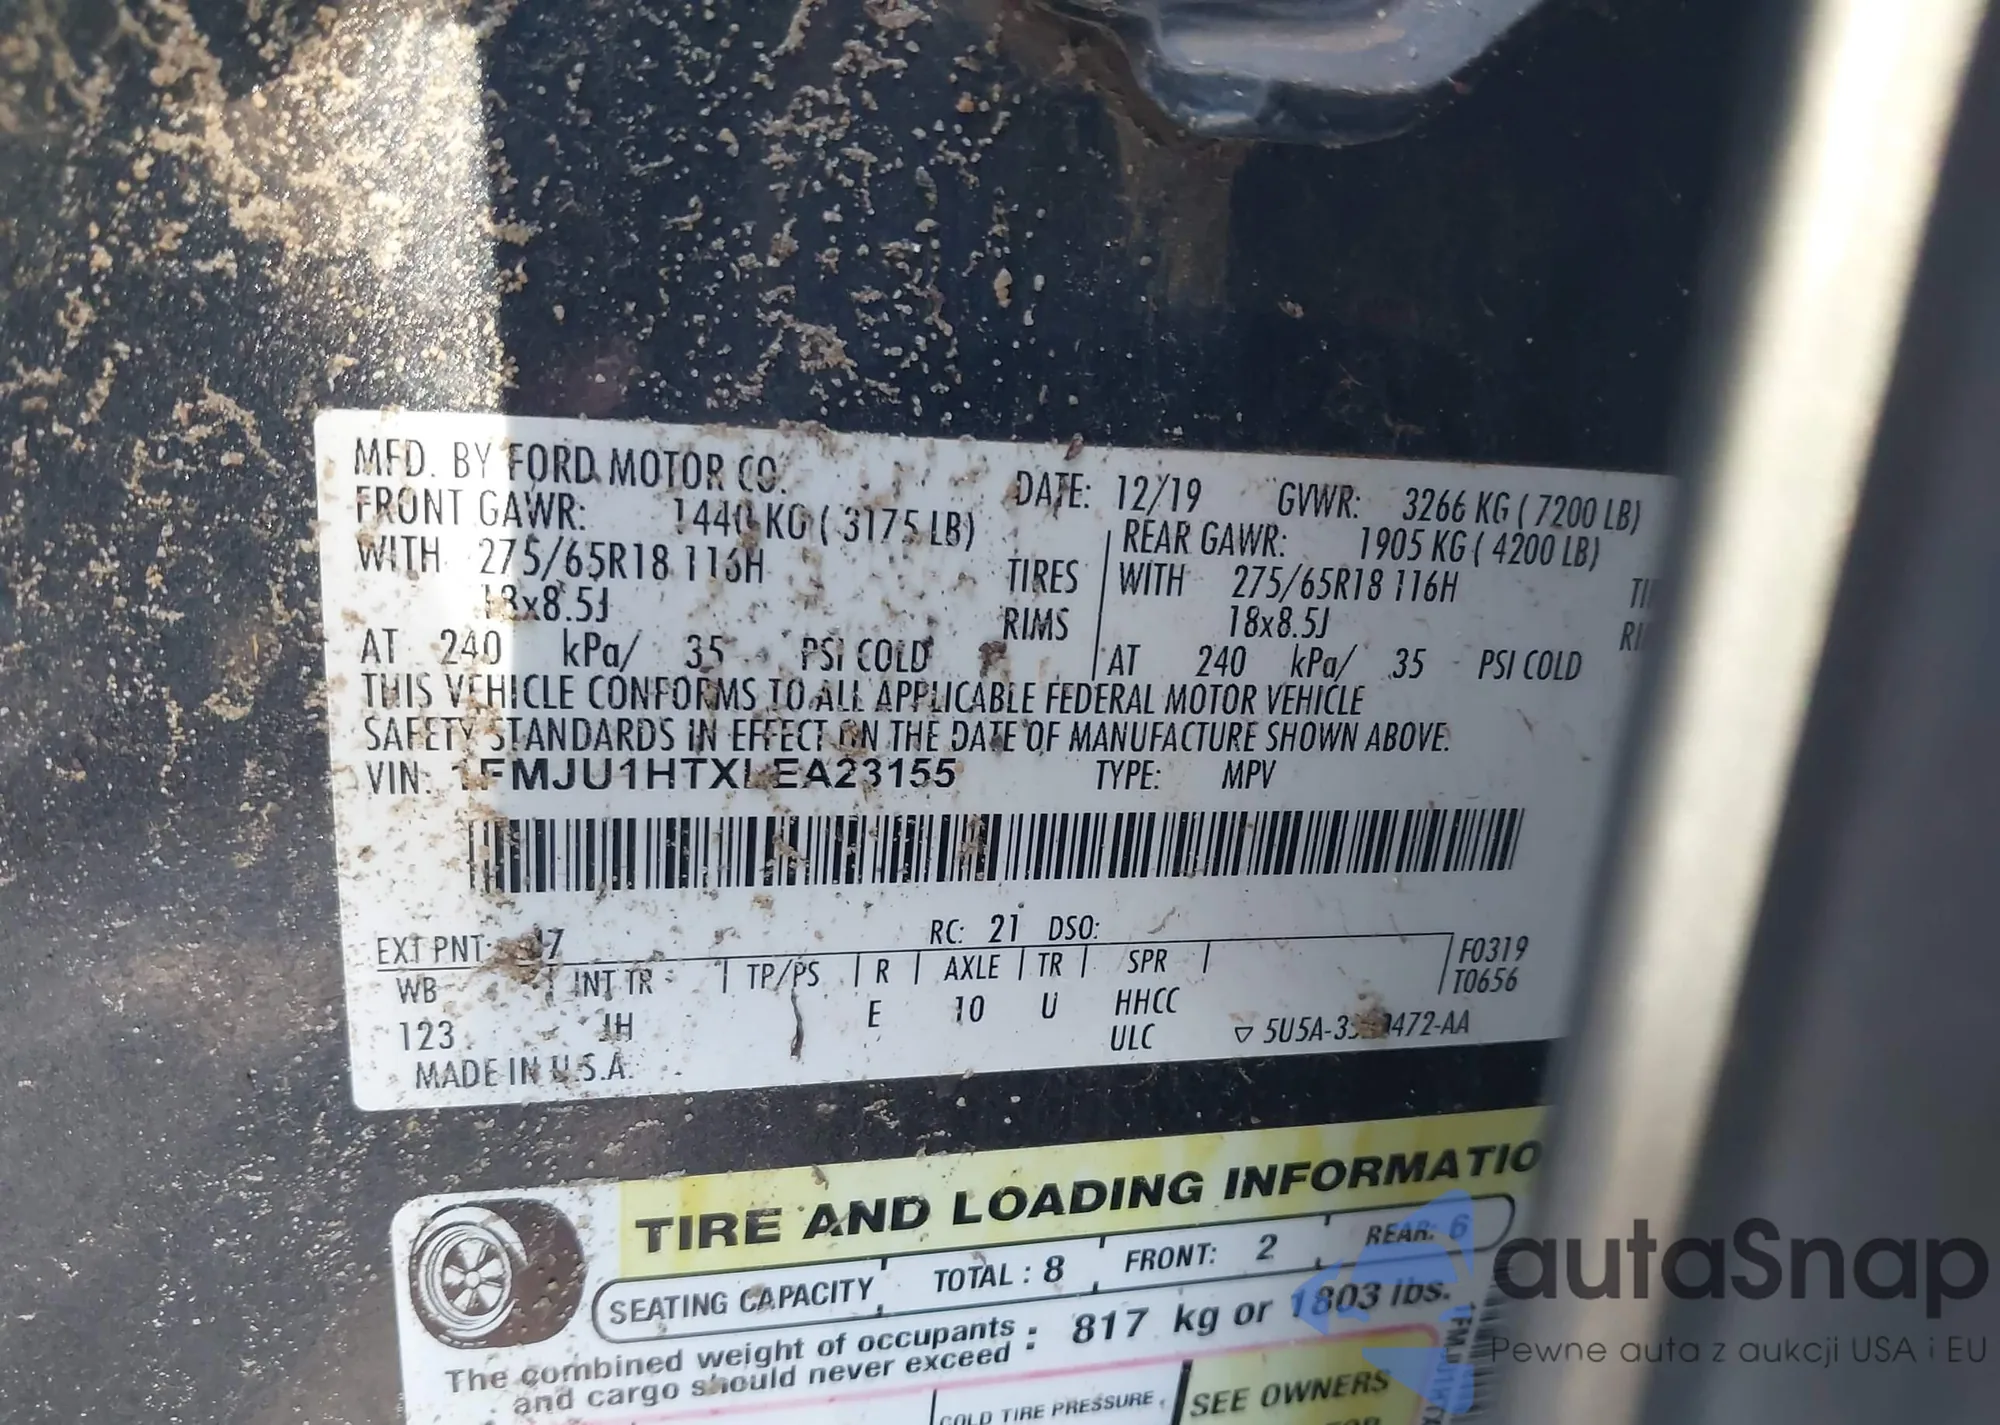 MFD. BY FORD MOTOR CO.
DATE: 12/19 GVWR: 3266 KG ( 7200 LB)
FRONT GAWR: 1440 KG ( 3175 LB) REAR GAWR: 1905 KG ( 4200 LB)
WITH 275/65R18 116H TIRES WITH 275/65R18 116H
18x8.5J RIMS 18x8.5J
AT 240 kPa/ 35 PSI COLD AT 240 kPa/ 35 PSI COLD
THIS VEHICLE CONFORMS TO ALL APPLICABLE FEDERAL MOTOR VEHICLE
SAFETY STANDARDS IN EFFECT ON THE DATE OF MANUFACTURE SHOWN ABOVE.
VIN: 1FMJU1HTXLEA23155 TYPE: MPV
EXT PNT: RC: 21 DSO:
WB INT TR TP/PS R AXLE TR SPR F0319
T0656
123 JH E 10 U HHCC
ULC
MADE IN U.S.A.
TIRE AND LOADING INFORMATIO
SEATING CAPACITY TOTAL : 8 FRONT: 2 REAR: 6
The combined weight of occupants : 817 kg or 1803 lbs.
and cargo should never exceed
COLD TIRE PRESSURE SEE OWNERS
autaSnap
Pewne auta z aukcji USA i EU